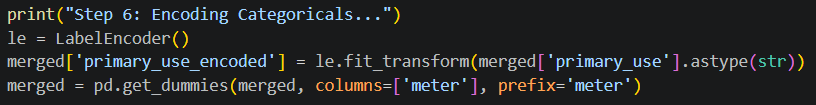 print("Step 6: Encoding Categoricals...")
le = LabelEncoder()
merged['primary_use_encoded'] = le.fit_transform(merged['primary_use'].astype(str))
merged = pd.get_dummies(merged, columns=['meter'], prefix='meter')